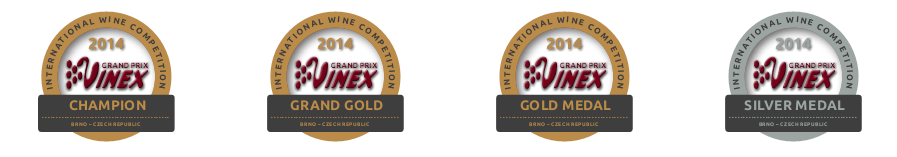 INTERNATIONAL WINE COMPETITION
2014
GRAND PRIX
VINEX
CHAMPION
BRNO – CZECH REPUBLIC
INTERNATIONAL WINE COMPETITION
2014
GRAND PRIX
VINEX
GRAND GOLD
BRNO – CZECH REPUBLIC
INTERNATIONAL WINE COMPETITION
2014
GRAND PRIX
VINEX
GOLD MEDAL
BRNO – CZECH REPUBLIC
INTERNATIONAL WINE COMPETITION
2014
GRAND PRIX
VINEX
SILVER MEDAL
BRNO – CZECH REPUBLIC